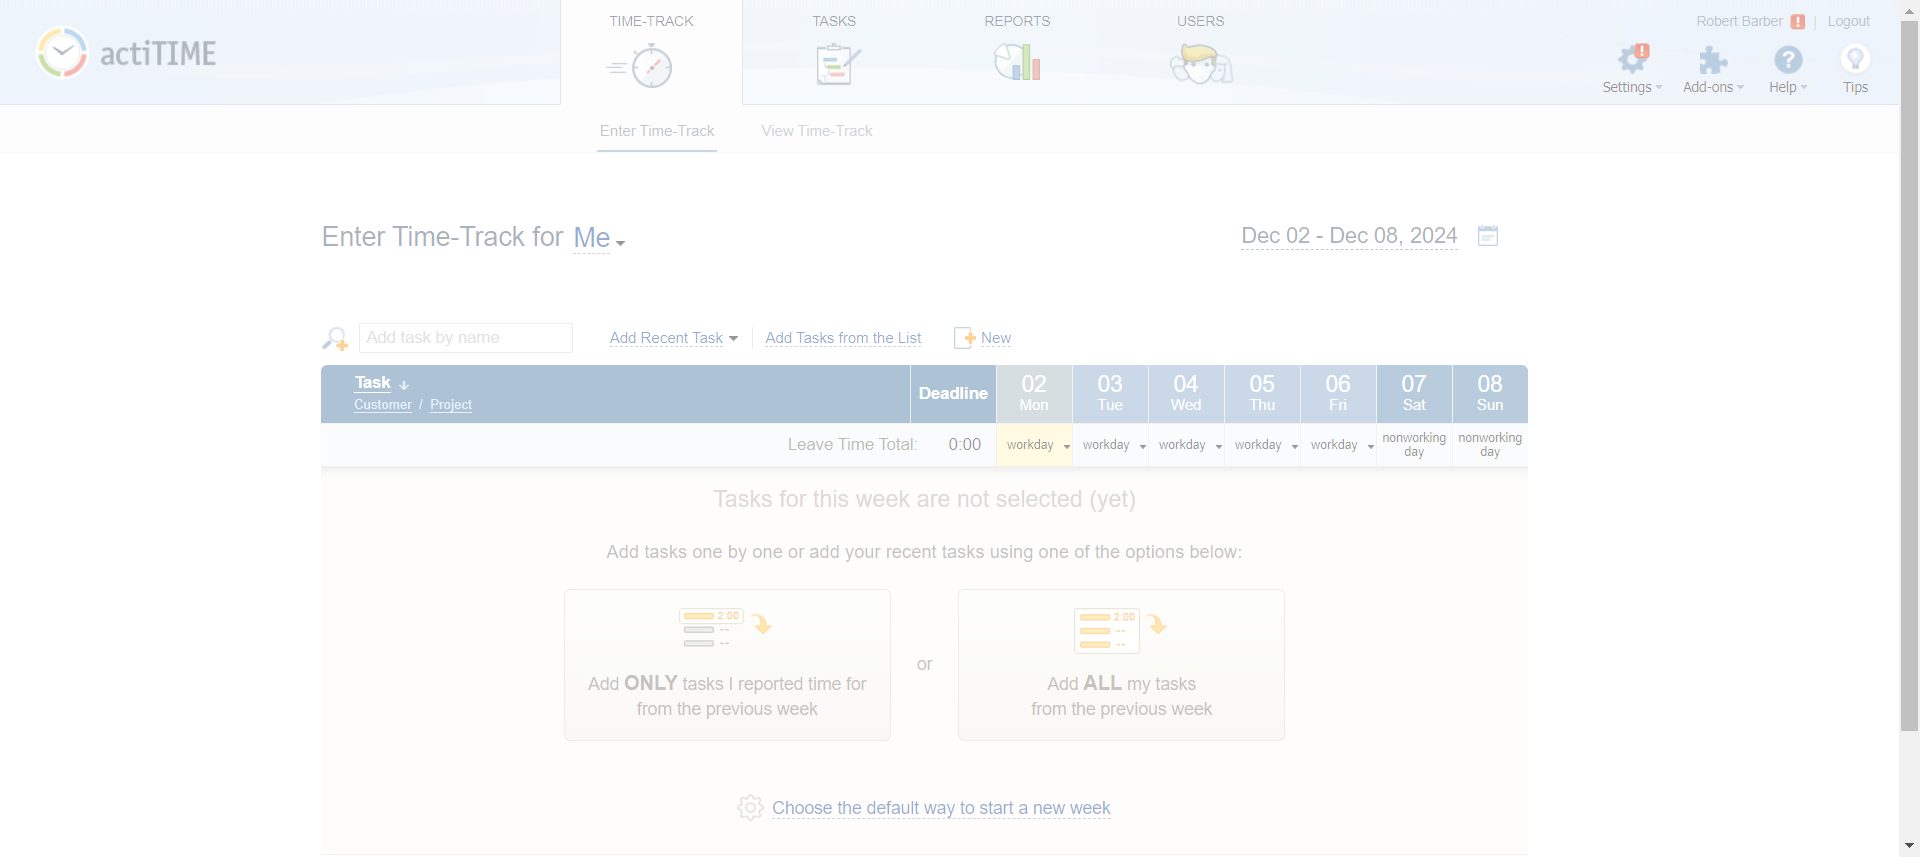 actiTIME
TIME-TRACK
TASKS
REPORTS
USERS
Robert Barber ! | Logout
Settings
Add-ons
Help
Tips
Enter Time-Track
View Time-Track
Enter Time-Track for Me
Dec 02 - Dec 08, 2024
Add task by name
Add Recent Task
Add Tasks from the List
New
Task
Customer / Project
Deadline
02 Mon
03 Tue
04 Wed
05 Thu
06 Fri
07 Sat
08 Sun
Leave Time Total: 0:00
workday
workday
workday
workday
workday
nonworking day
nonworking day
Tasks for this week are not selected (yet)
Add tasks one by one or add your recent tasks using one of the options below:
2:00
--
--
Add ONLY tasks I reported time for
from the previous week
or
2:00
--
--
Add ALL my tasks
from the previous week
Choose the default way to start a new week